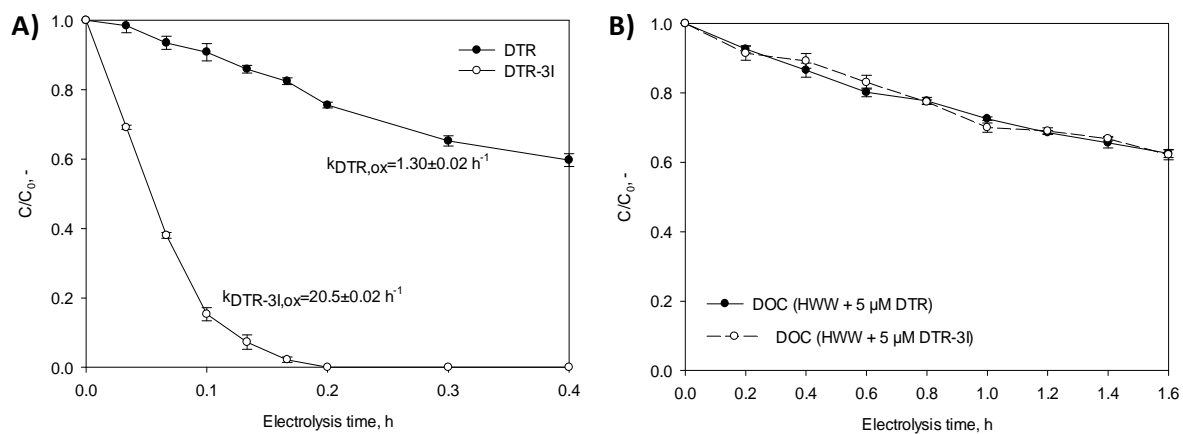 A)
1.0
0.8
0.6
0.4
0.2
0.0
C/C₀, -
DTR
DTR-3I
kDTR,ox=1.30±0.02 h⁻¹
kDTR-3I,ox=20.5±0.02 h⁻¹
0.0 0.1 0.2 0.3 0.4
Electrolysis time, h
B)
1.0
0.8
0.6
0.4
0.2
0.0
C/C₀, -
DOC (HWW + 5 µM DTR)
DOC (HWW + 5 µM DTR-3I)
0.0 0.2 0.4 0.6 0.8 1.0 1.2 1.4 1.6
Electrolysis time, h